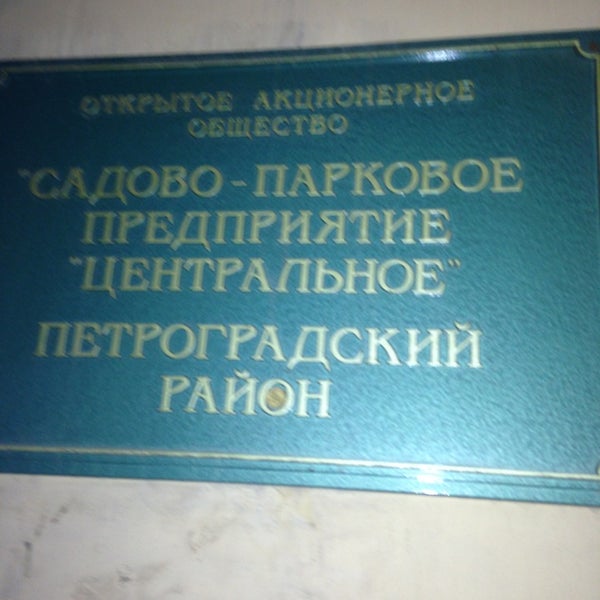 ОТКРЫТОЕ АКЦИОНЕРНОЕ
ОБЩЕСТВО
"САДОВО-ПАРКОВОЕ
ПРЕДПРИЯТИЕ
"ЦЕНТРАЛЬНОЕ"
ПЕТРОГРАДСКИЙ
РАЙОН